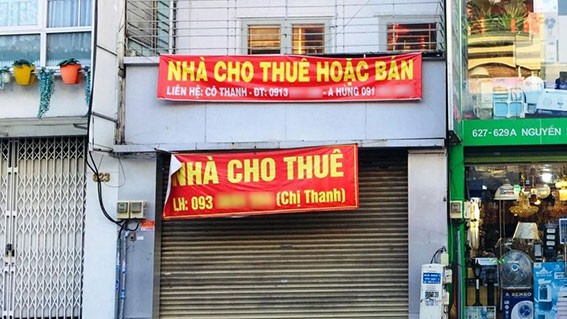 NHÀ CHO THUÊ HOẶC BÁN
LIÊN HỆ: CÔ THANH - ĐT: 0913 - A HÙNG 091
NHÀ CHO THUÊ
LH: 093 (Chị Thanh)
623
627-629A NGUYỄN